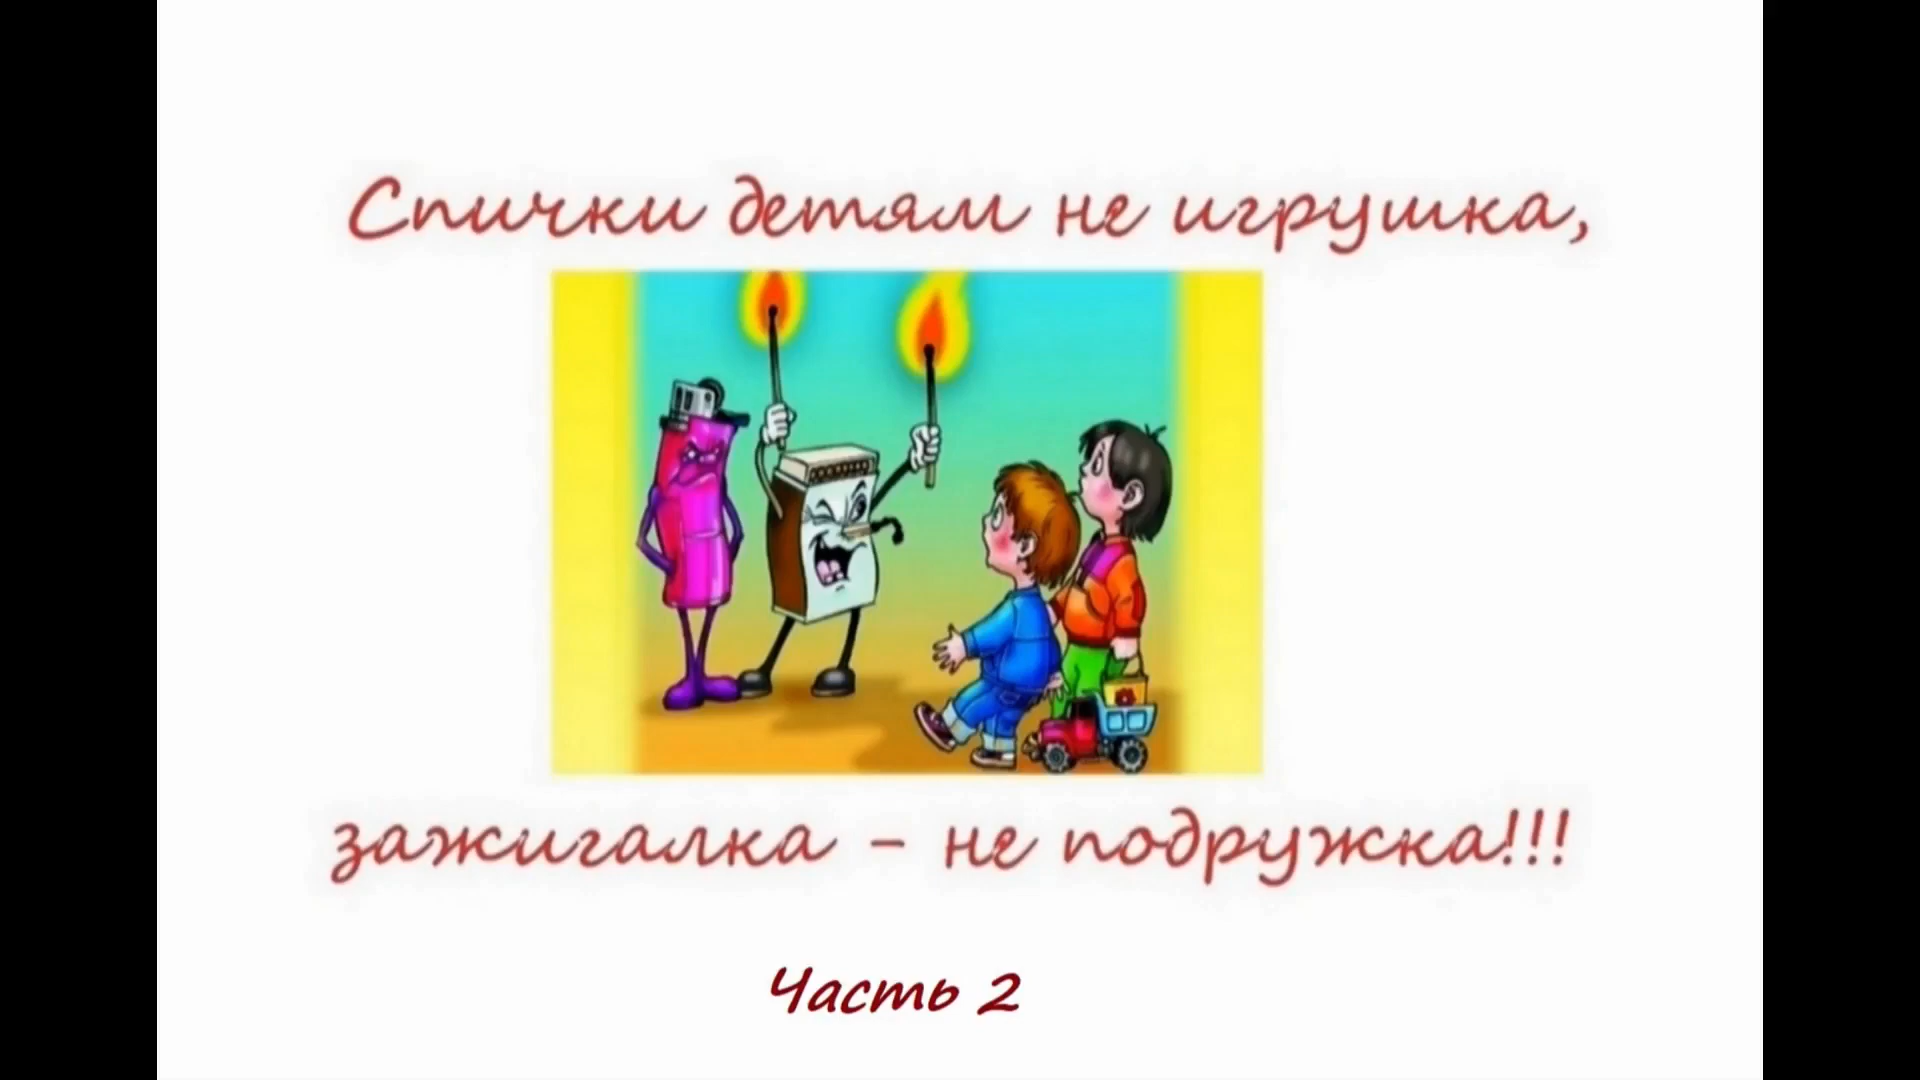 Спички детям не игрушка,
зажигалка - не подружка!!!
Часть 2